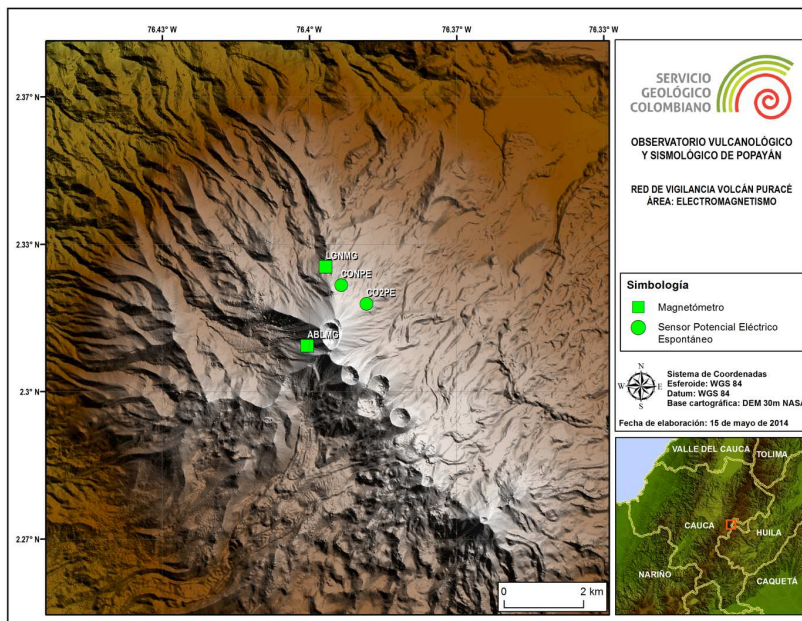 76.43° W
76.4° W
76.37° W
76.33° W
2.37° N
2.33° N
2.3° N
2.27° N
LGNMG
CONPE
CO2PE
ABLMG
0
2 km
SERVICIO
GEOLÓGICO
COLOMBIANO
OBSERVATORIO VULCANOLÓGICO
Y SISMOLÓGICO DE POPAYÁN
RED DE VIGILANCIA VOLCÁN PURACÉ
ÁREA: ELECTROMAGNETISMO
Simbología
Magnetómetro
Sensor Potencial Eléctrico
Espontáneo
N
W
E
S
Sistema de Coordenadas
Esferoide: WGS 84
Datum: WGS 84
Base cartográfica: DEM 30m NASA
Fecha de elaboración: 15 de mayo de 2014
VALLE DEL CAUCA
TOLIMA
CAUCA
HUILA
NARIÑO
CAQUETÁ